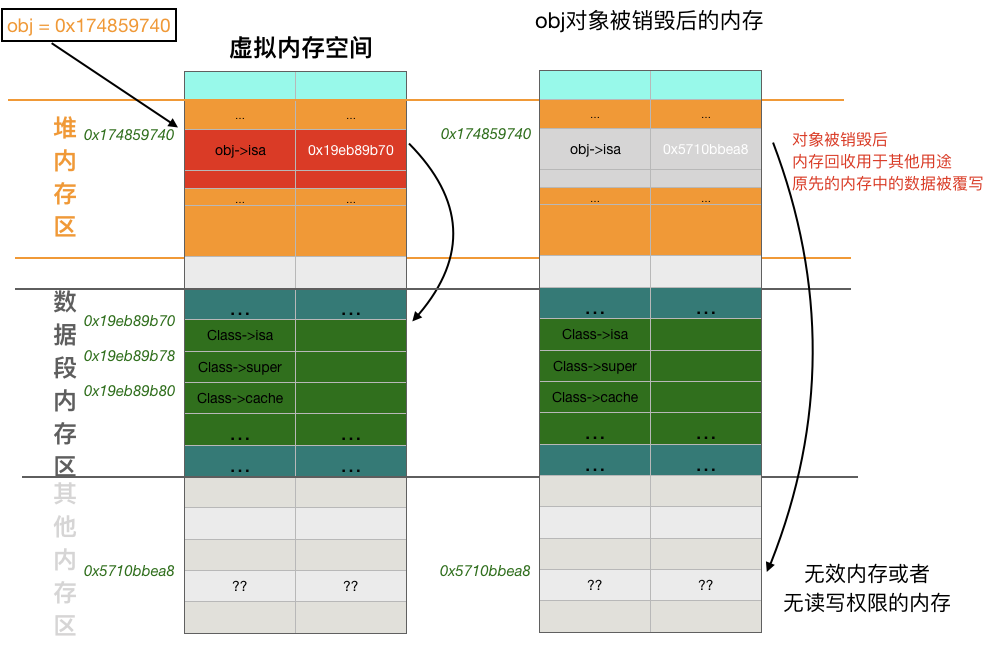 obj = 0x174859740
obj对象被销毁后的内存
虚拟内存空间
堆内存区
0x174859740
... ...
obj->isa 0x19eb89b70
... ...
0x174859740
... ...
obj->isa 0x5710bbea8
... ...
对象被销毁后
内存回收用于其他用途
原先的内存中的数据被覆写
数据段内存区
0x19eb89b70
0x19eb89b78
0x19eb89b80
... ...
Class->isa
Class->super
Class->cache
... ...
... ...
... ...
Class->isa
Class->super
Class->cache
... ...
... ...
其他内存区
0x5710bbea8
?? ??
0x5710bbea8
?? ??
无效内存或者
无读写权限的内存